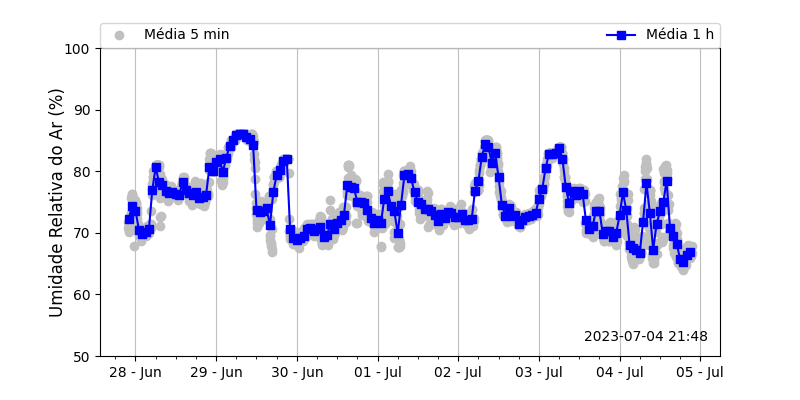 Média 5 min
Média 1 h
Umidade Relativa do Ar (%)
100
90
80
70
60
50
2023-07-04 21:48
28 - Jun
29 - Jun
30 - Jun
01 - Jul
02 - Jul
03 - Jul
04 - Jul
05 - Jul